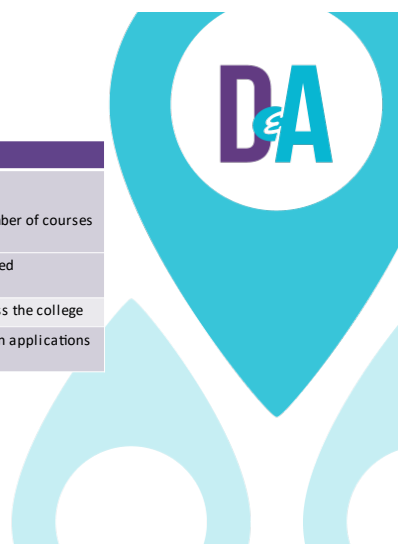 D&A
ber of courses
ed
s the college
n applications